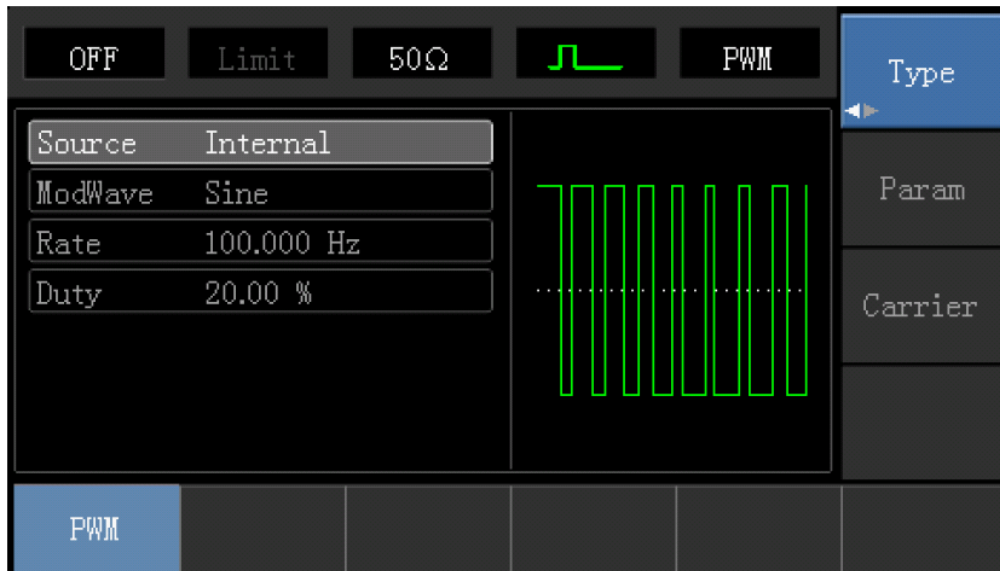 OFF Limit 50Ω PWM
Type
Source Internal
ModWave Sine
Rate 100.000 Hz
Duty 20.00 %
Param
Carrier
PWM